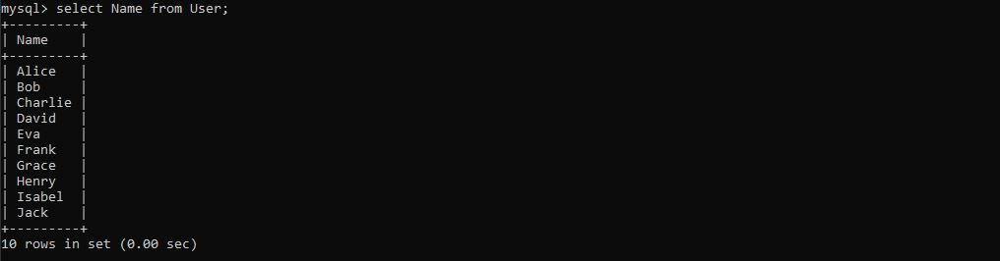 mysql> select Name from User;
+---------+
| Name    |
+---------+
| Alice   |
| Bob     |
| Charlie |
| David   |
| Eva     |
| Frank   |
| Grace   |
| Henry   |
| Isabel  |
| Jack    |
+---------+
10 rows in set (0.00 sec)